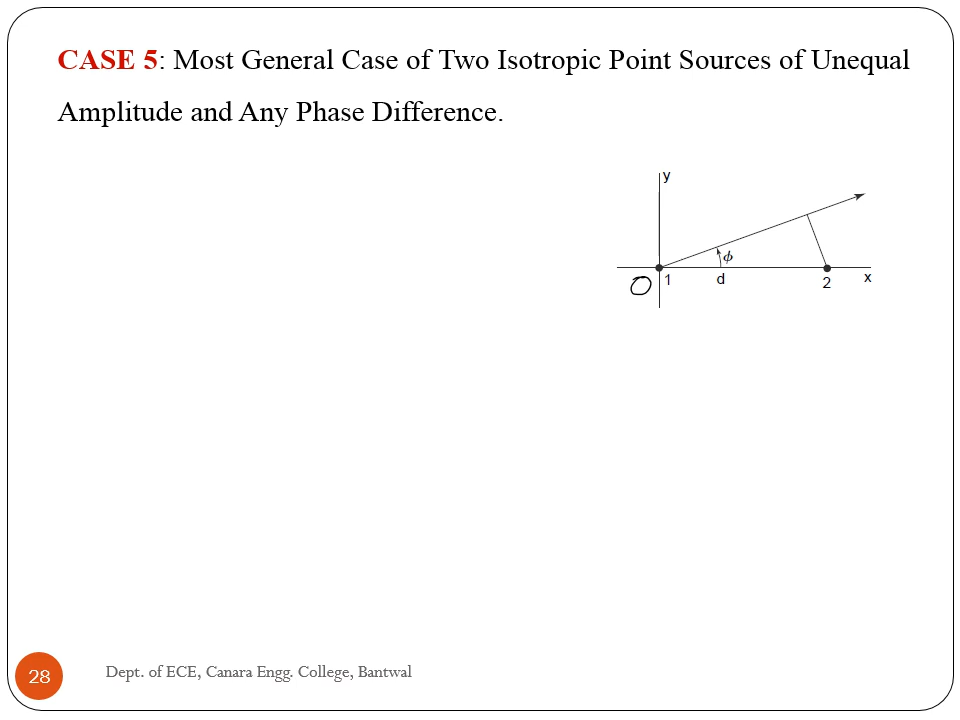 CASE 5: Most General Case of Two Isotropic Point Sources of Unequal
Amplitude and Any Phase Difference.
y
ϕ
O
1
d
2
x
28
Dept. of ECE, Canara Engg. College, Bantwal